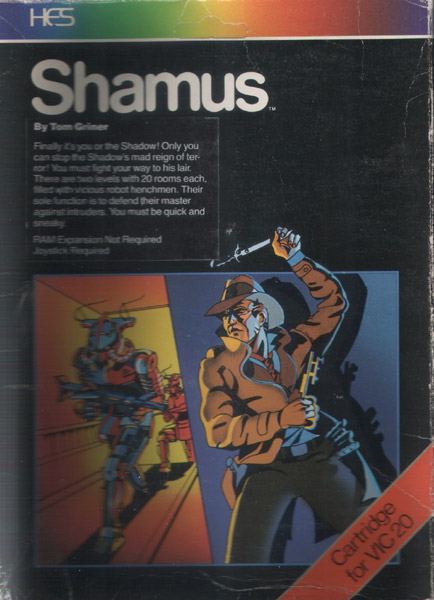 HES
Shamus™
By Tom Griner
Finally it's you or the Shadow! Only you
can stop the Shadow's mad reign of ter-
ror! You must fight your way to his lair.
There are two levels with 20 rooms each,
filled with vicious robot henchmen. Their
sole function is to defend their master
against intruders. You must be quick and
sneaky.
RAM Expansion Not Required
Joystick Required
Cartridge
for VIC 20